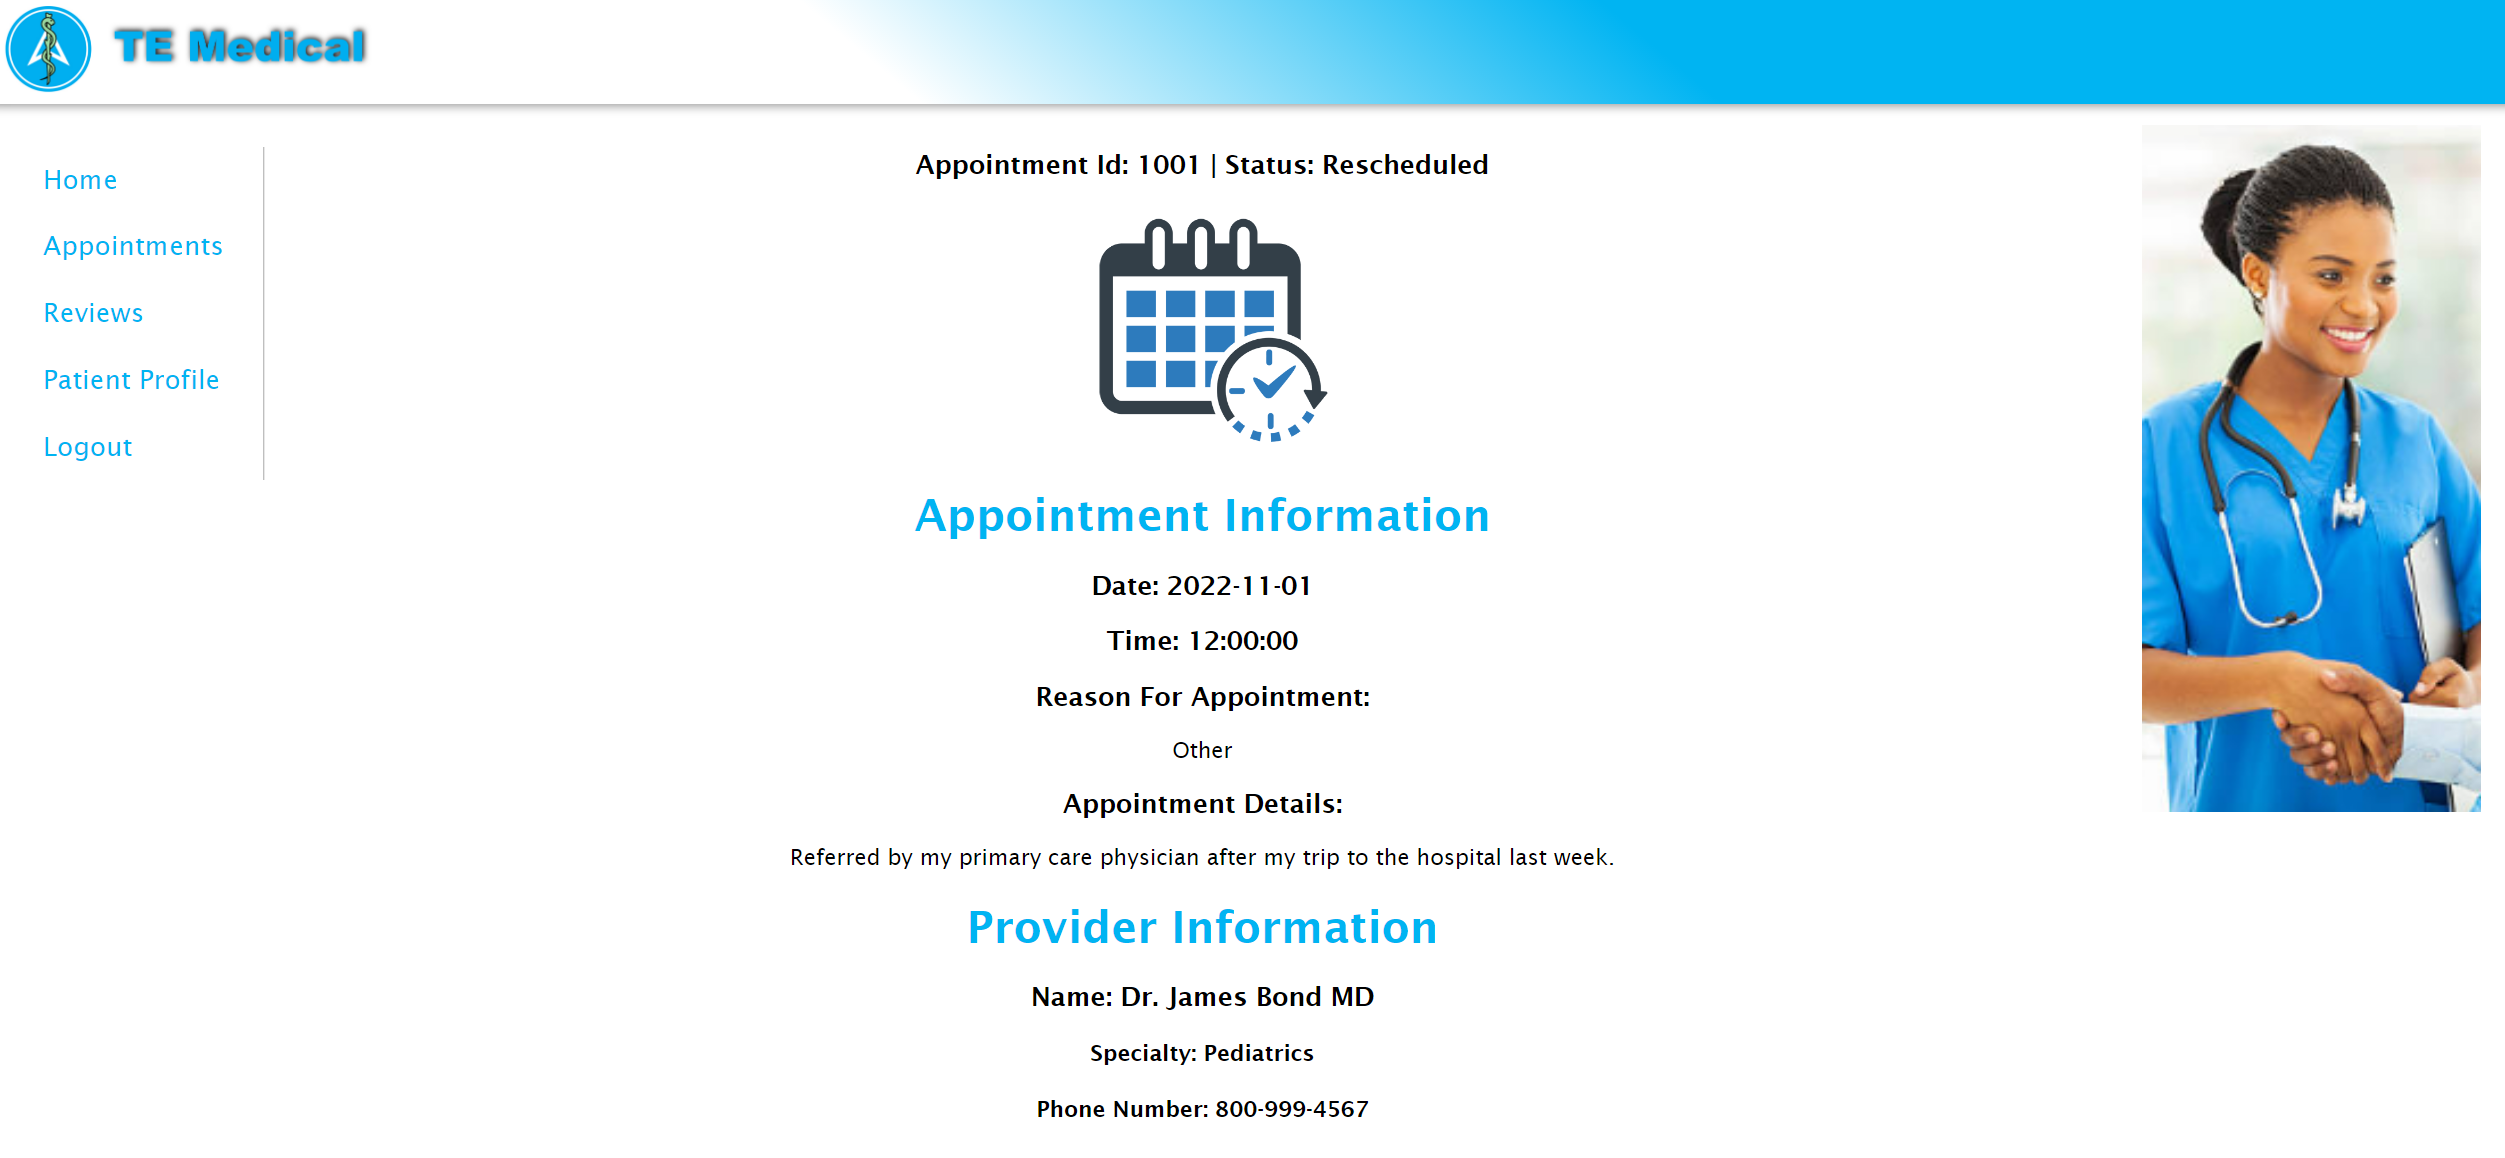 TE Medical
Home
Appointments
Reviews
Patient Profile
Logout
Appointment Id: 1001 | Status: Rescheduled
Appointment Information
Date: 2022-11-01
Time: 12:00:00
Reason For Appointment:
Other
Appointment Details:
Referred by my primary care physician after my trip to the hospital last week.
Provider Information
Name: Dr. James Bond MD
Specialty: Pediatrics
Phone Number: 800-999-4567